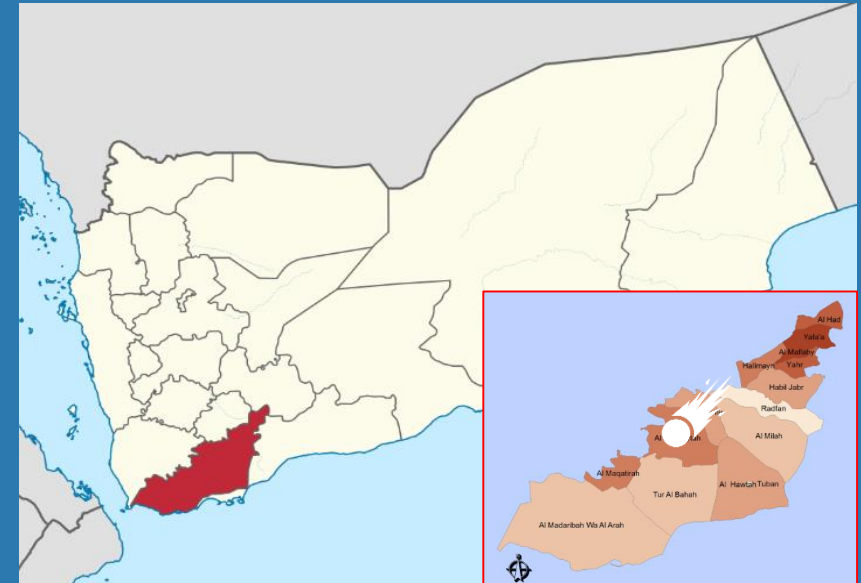 Al Had
Yafa'a
Al Maflahy
Yahr
Halimayn
Habil Jabr
Radfan
Al Milah
Al Maqatirah
Al Hawtah
Tuban
Tur Al Bahah
Al Madaribah Wa Al Arah